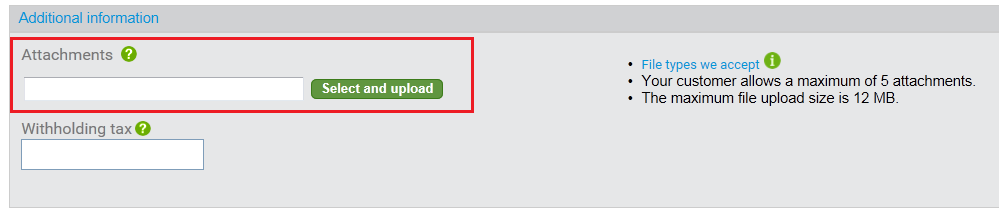 Additional information
Attachments ?
Select and upload
• File types we accept i
• Your customer allows a maximum of 5 attachments.
• The maximum file upload size is 12 MB.
Withholding tax ?